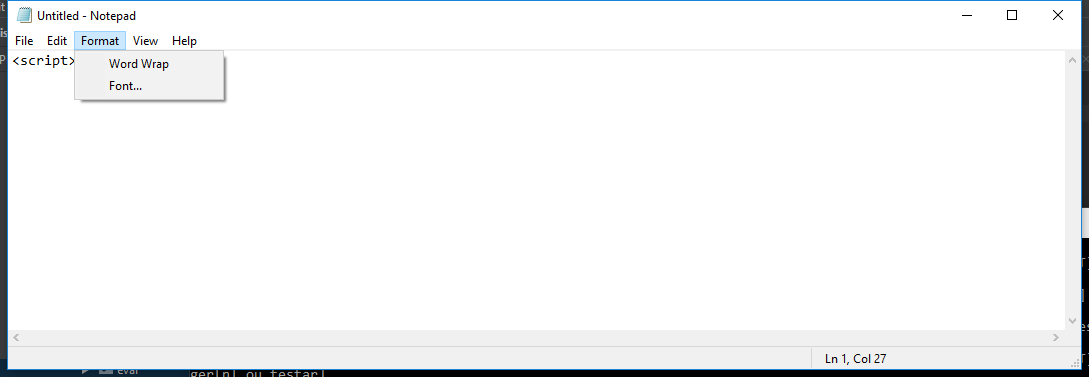 Untitled - Notepad
File Edit Format View Help
<script>
Word Wrap
Font...
Ln 1, Col 27
eval
ger[n] ou testar[